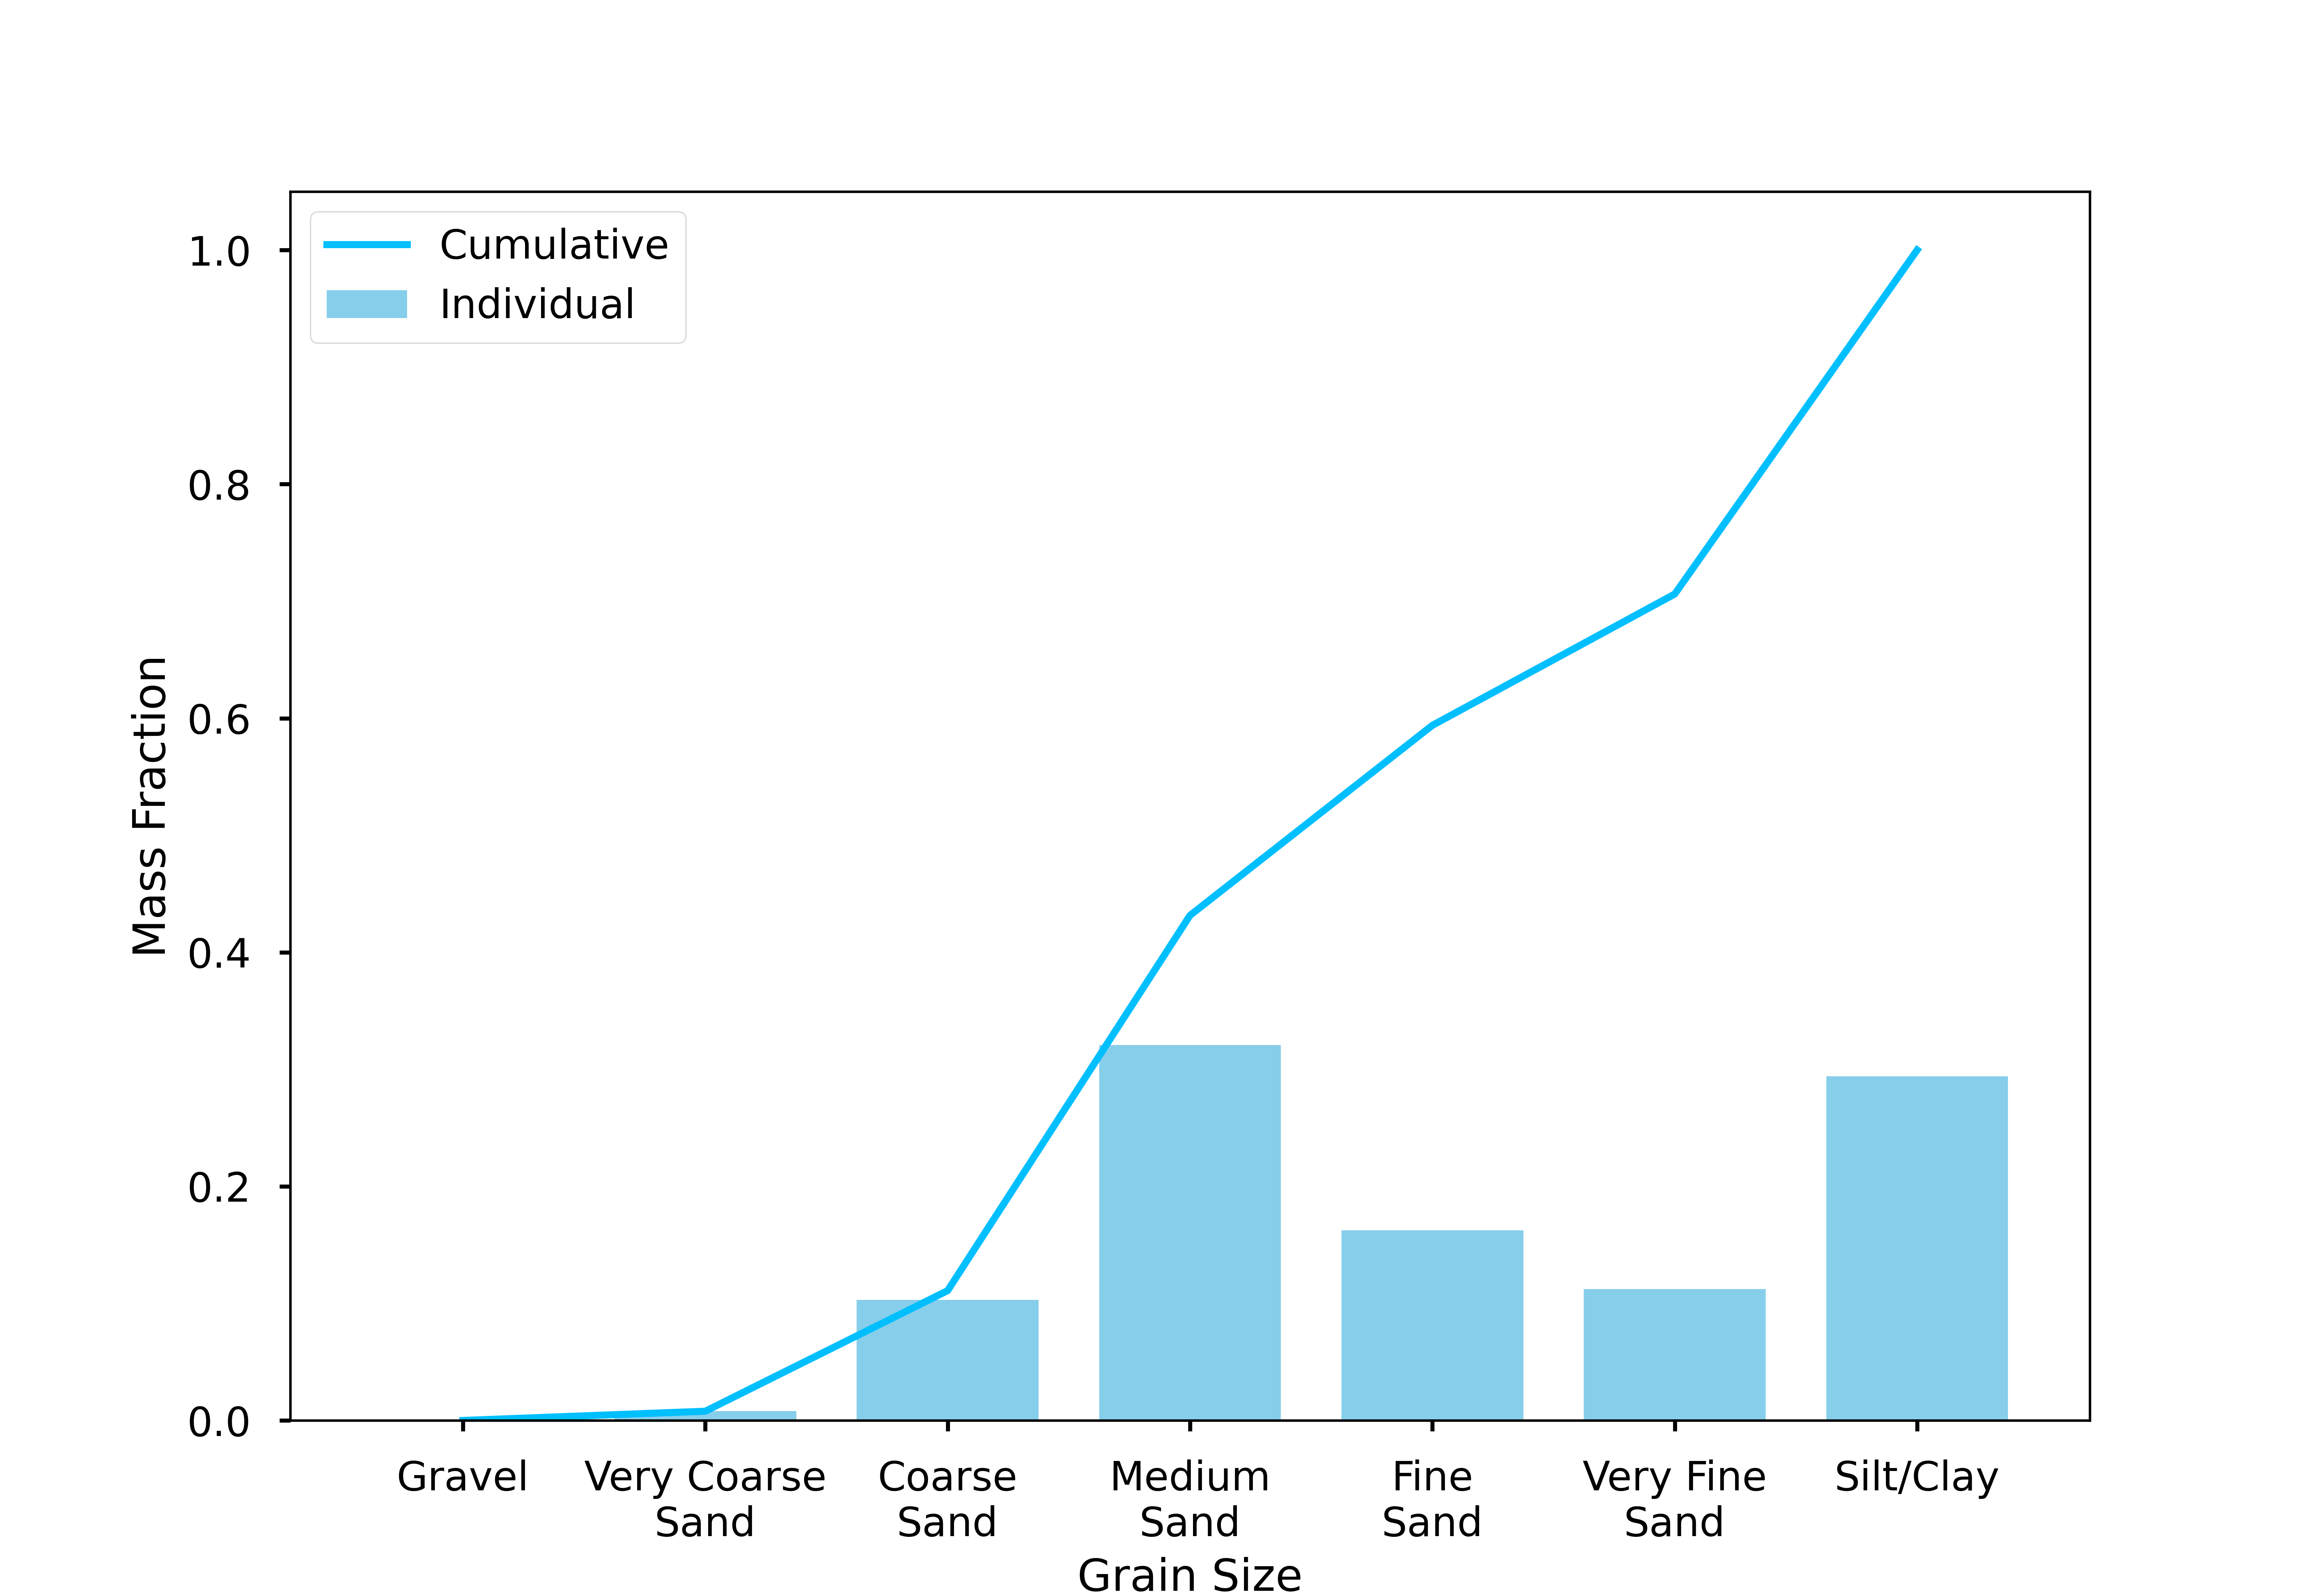 Cumulative
Individual
1.0
0.8
0.6
0.4
0.2
0.0
Mass Fraction
Gravel
Very Coarse
Sand
Coarse
Sand
Medium
Sand
Fine
Sand
Very Fine
Sand
Silt/Clay
Grain Size